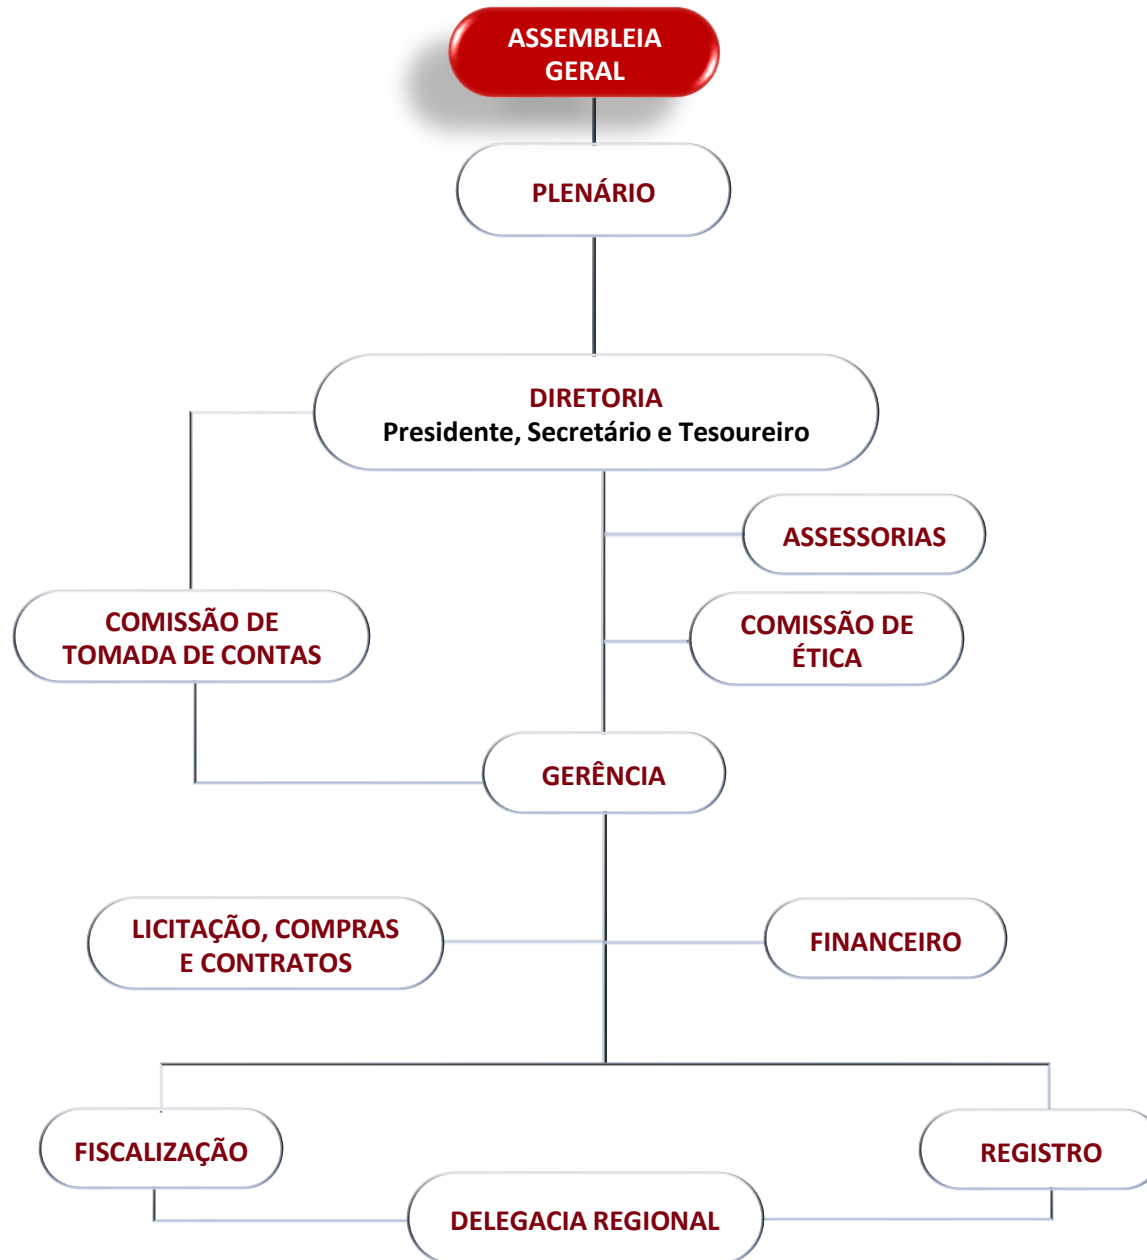 ASSEMBLEIA
GERAL
PLENÁRIO
DIRETORIA
Presidente, Secretário e Tesoureiro
ASSESSORIAS
COMISSÃO DE
TOMADA DE CONTAS
COMISSÃO DE
ÉTICA
GERÊNCIA
LICITAÇÃO, COMPRAS
E CONTRATOS
FINANCEIRO
FISCALIZAÇÃO
REGISTRO
DELEGACIA REGIONAL